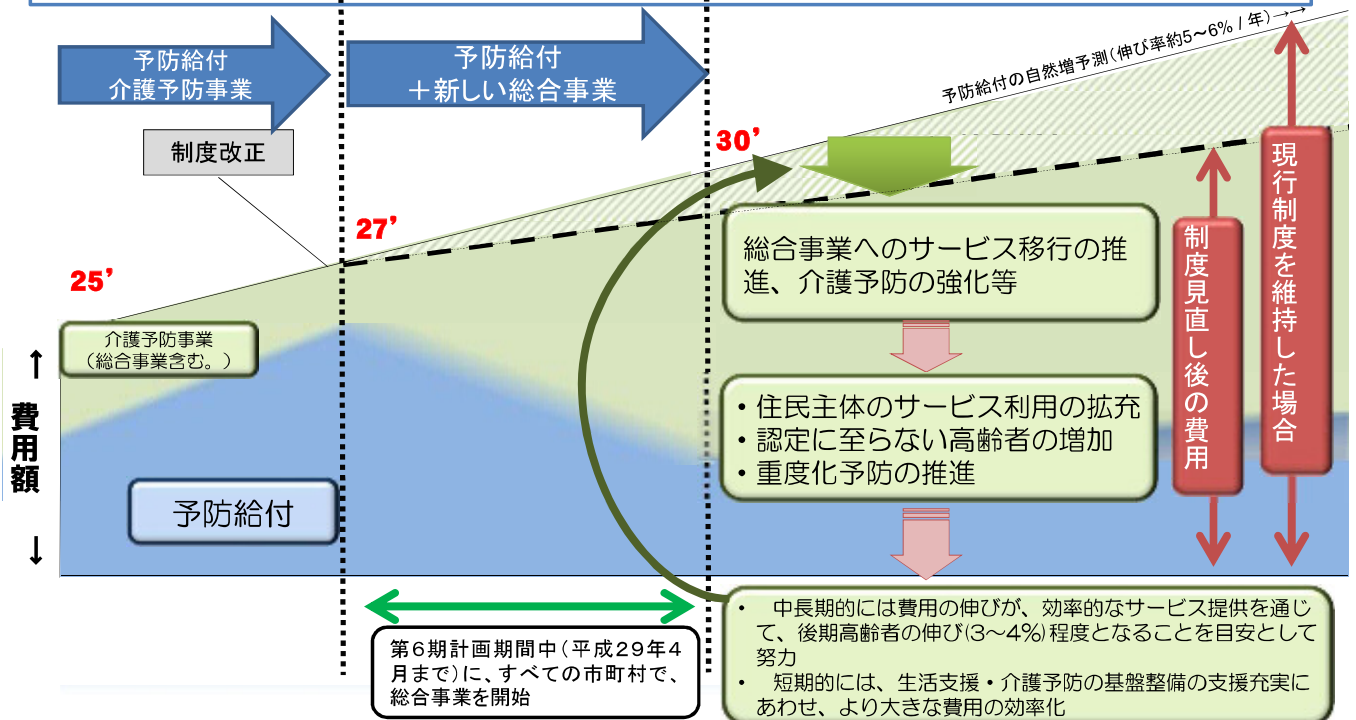 予防給付
介護予防事業
予防給付
＋新しい総合事業
予防給付の自然増予測（伸び率約5～6% / 年）→→
制度改正
25’
27’
30’
現行制度を維持した場合
制度見直し後の費用
総合事業へのサービス移行の推
進、介護予防の強化等
介護予防事業
（総合事業含む。）
↑
費用額
↓
・住民主体のサービス利用の拡充
・認定に至らない高齢者の増加
・重度化予防の推進
予防給付
第6期計画期間中（平成29年4
月まで）に、すべての市町村で、
総合事業を開始
・ 中長期的には費用の伸びが、効率的なサービス提供を通じ
て、後期高齢者の伸び(3～4%)程度となることを目安として
努力
・ 短期的には、生活支援・介護予防の基盤整備の支援充実に
あわせ、より大きな費用の効率化